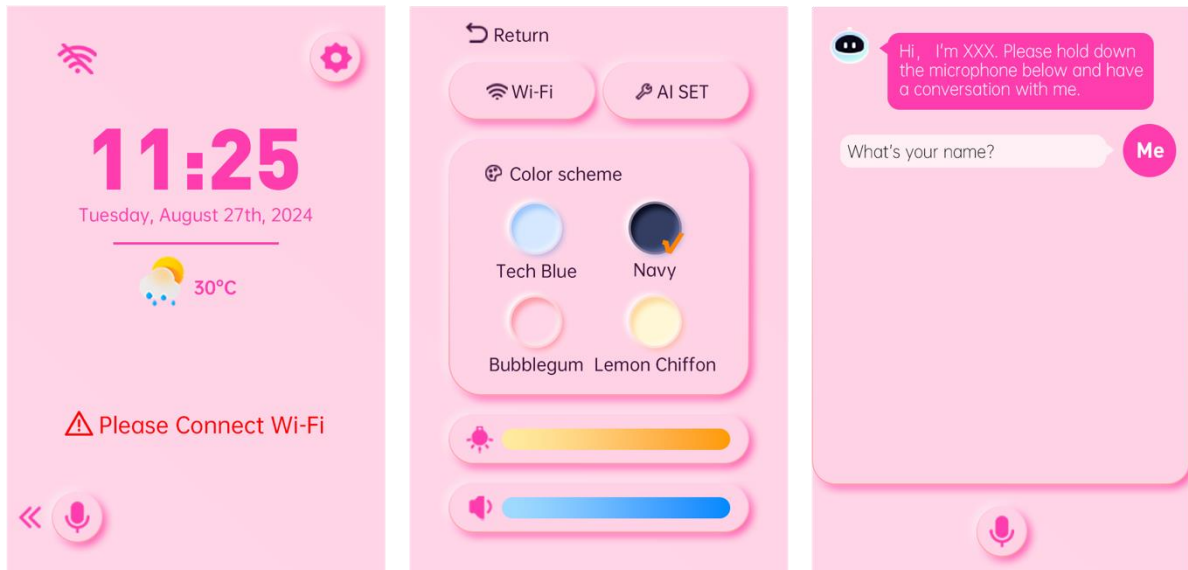 11:25
Tuesday, August 27th, 2024
30°C
Please Connect Wi-Fi
Return
Wi-Fi
AI SET
Color scheme
Tech Blue
Navy
Bubblegum
Lemon Chiffon
Hi, I'm XXX. Please hold down
the microphone below and have
a conversation with me.
What's your name?
Me